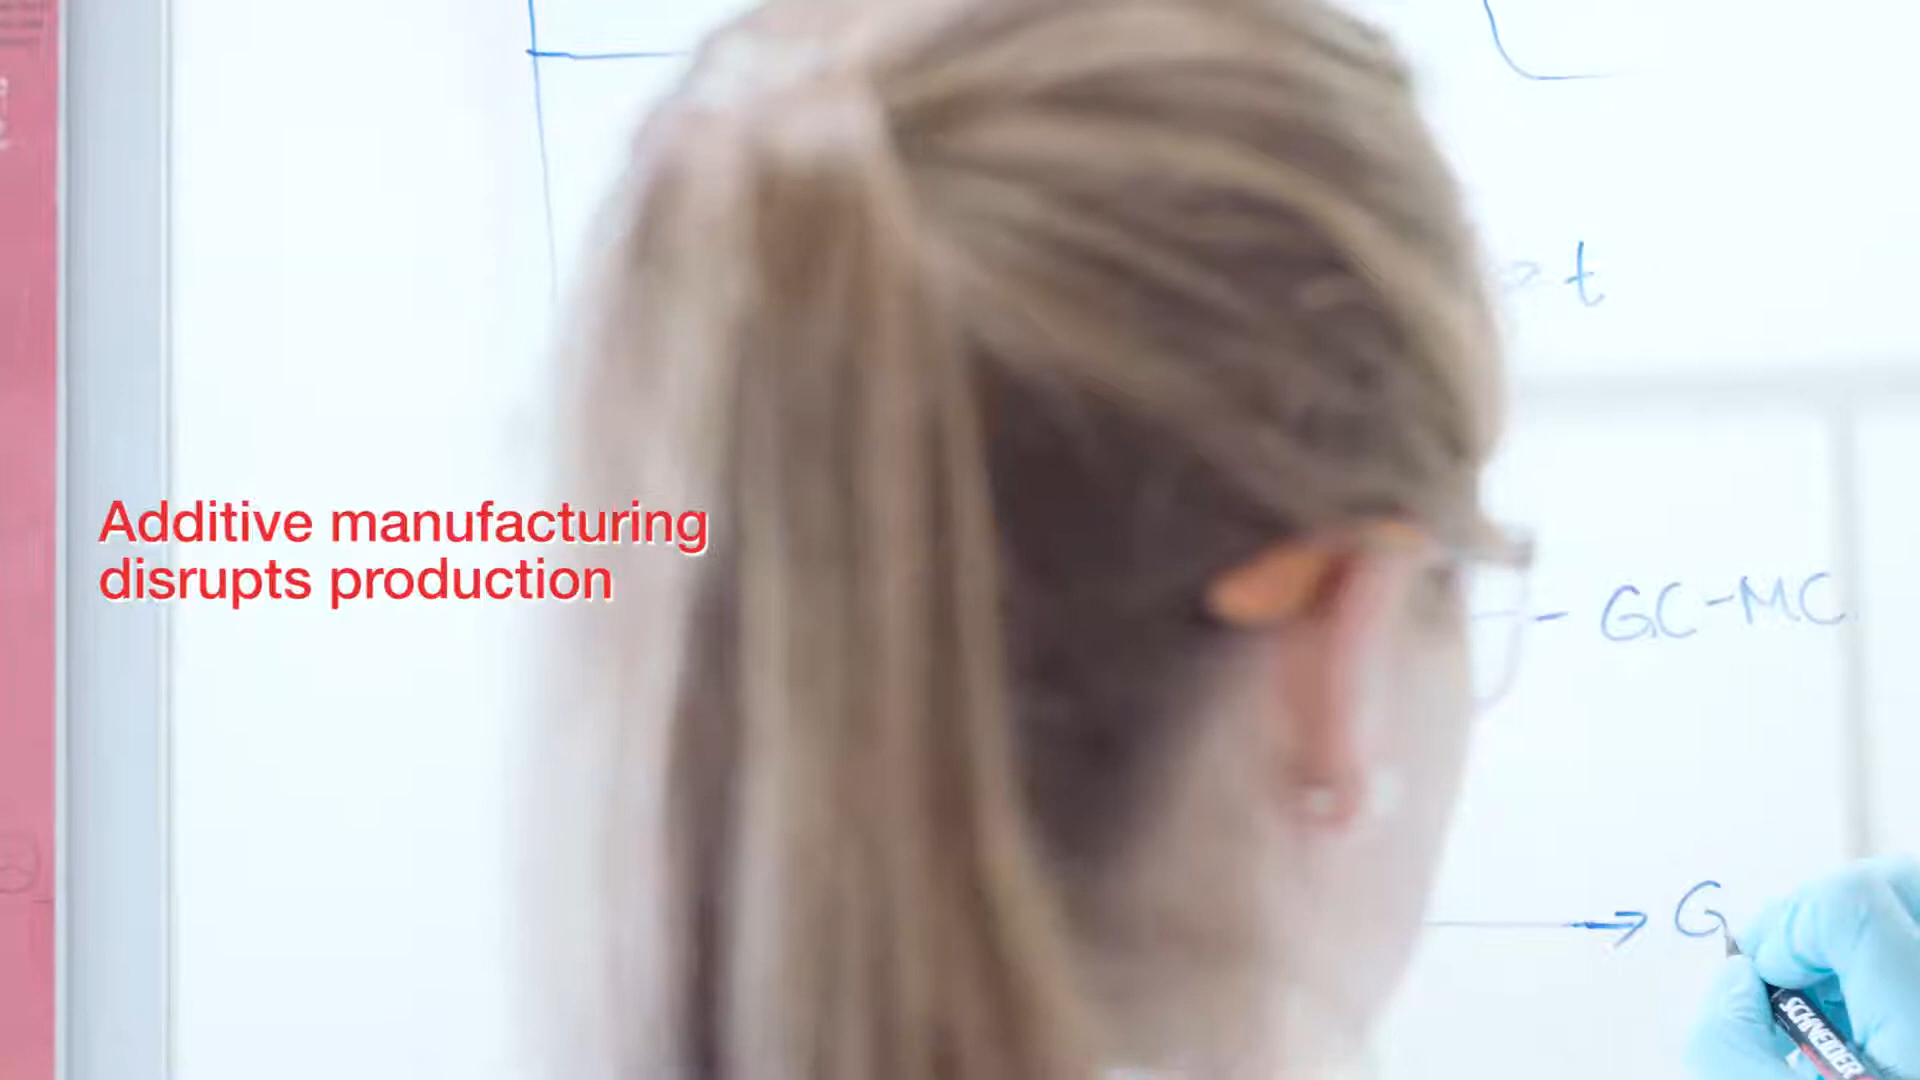 t
Additive manufacturing
disrupts production
GC-MC
G
SCHNEIDER